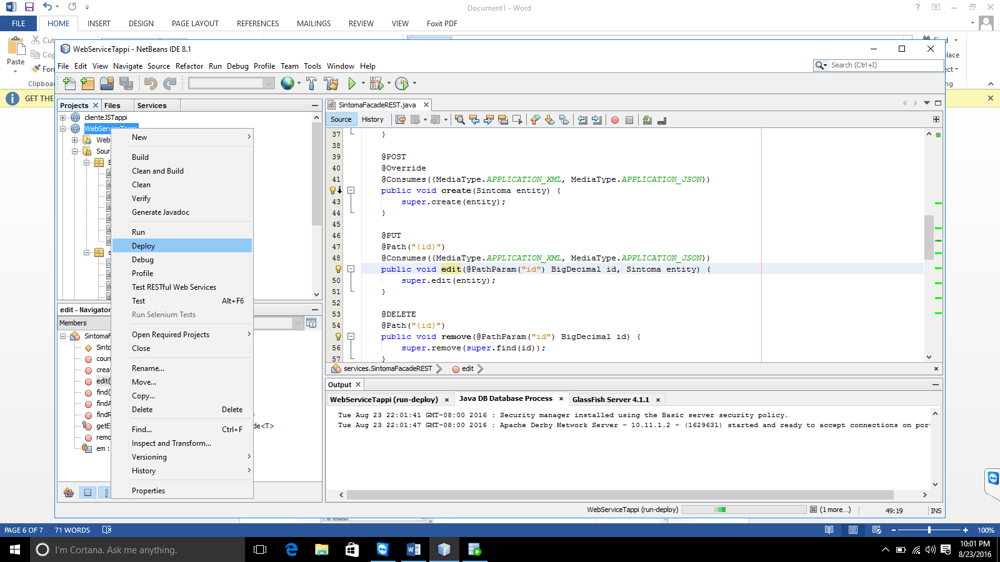 Document1 - Word
FILE
HOME
INSERT
DESIGN
PAGE LAYOUT
REFERENCES
MAILINGS
REVIEW
VIEW
Foxit PDF
Paste
GET THE
WebServiceTappi - NetBeans IDE 8.1
File Edit View Navigate Source Refactor Run Debug Profile Team Tools Window Help
Search (Ctrl+I)
Projects
Files
Services
clienteJSTappi
WebServiceTappi
Web
Sour
New
Build
Clean and Build
Clean
Verify
Generate Javadoc
Run
Deploy
Debug
Profile
Test RESTful Web Services
Test Alt+F6
Run Selenium Tests
Open Required Projects
Close
Rename...
Move...
Copy...
Delete Delete
Find... Ctrl+F
Inspect and Transform...
Versioning
History
Properties
edit - Navigator
Members
SintomaF
Sinto
coun
creat
edit(
find(
findA
findR
getE
de<T>
remo
em :
SintomaFacadeREST.java
Source
History
37 }
38
39 @POST
40 @Override
41 @Consumes({MediaType.APPLICATION_XML, MediaType.APPLICATION_JSON})
public void create(Sintoma entity) {
43 super.create(entity);
44 }
45
46 @PUT
47 @Path("{id}")
48 @Consumes({MediaType.APPLICATION_XML, MediaType.APPLICATION_JSON})
public void edit(@PathParam("id") BigDecimal id, Sintoma entity) {
50 super.edit(entity);
51 }
52
53 @DELETE
54 @Path("{id}")
public void remove(@PathParam("id") BigDecimal id) {
56 super.remove(super.find(id));
57 }
services.SintomaFacadeREST
edit
Output
WebServiceTappi (run-deploy)
Java DB Database Process
GlassFish Server 4.1.1
Tue Aug 23 22:01:41 GMT-08:00 2016 : Security manager installed using the Basic server security policy.
Tue Aug 23 22:01:47 GMT-08:00 2016 : Apache Derby Network Server - 10.11.1.2 - (1629631) started and ready to accept connections on por
WebServiceTappi (run-deploy)
(1 more...)
49:19
INS
PAGE 6 OF 7
71 WORDS
100%
I'm Cortana. Ask me anything.
10:01 PM
8/23/2016